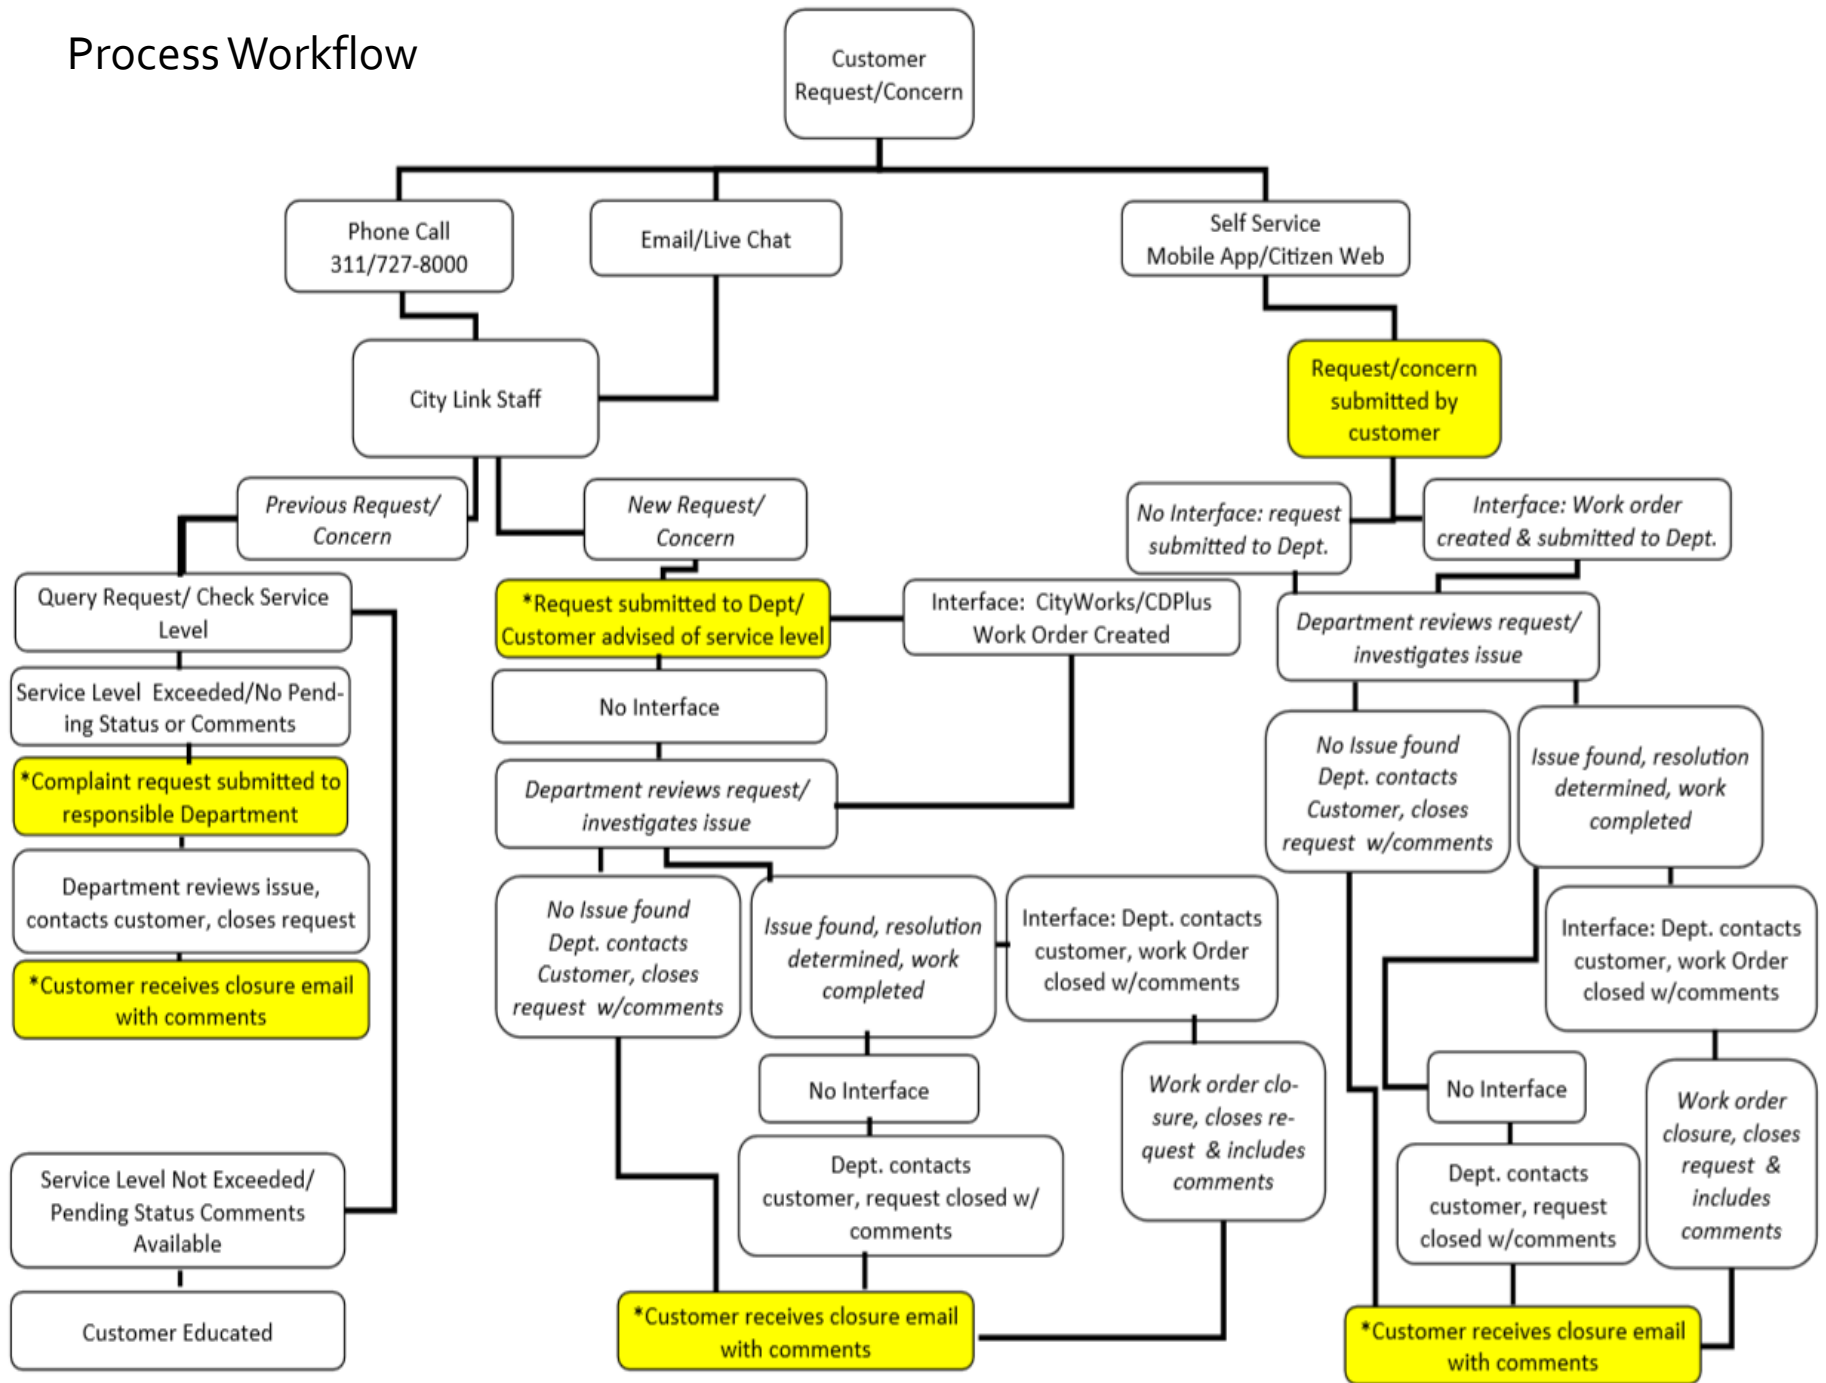 Process Workflow
Customer
Request/Concern
Phone Call
311/727-8000
Email/Live Chat
Self Service
Mobile App/Citizen Web
City Link Staff
Request/concern
submitted by
customer
Previous Request/
Concern
New Request/
Concern
No Interface: request
submitted to Dept.
Interface: Work order
created & submitted to Dept.
Query Request/ Check Service
Level
*Request submitted to Dept/
Customer advised of service level
Interface: CityWorks/CDPlus
Work Order Created
Department reviews request/
investigates issue
Service Level Exceeded/No Pend-
ing Status or Comments
No Interface
No Issue found
Dept. contacts
Customer, closes
request w/comments
Issue found, resolution
determined, work
completed
*Complaint request submitted to
responsible Department
Department reviews request/
investigates issue
Department reviews issue,
contacts customer, closes request
No Issue found
Dept. contacts
Customer, closes
request w/comments
Issue found, resolution
determined, work
completed
Interface: Dept. contacts
customer, work Order
closed w/comments
Interface: Dept. contacts
customer, work Order
closed w/comments
*Customer receives closure email
with comments
No Interface
Work order clo-
sure, closes re-
quest & includes
comments
No Interface
Work order
closure, closes
request &
includes
comments
Service Level Not Exceeded/
Pending Status Comments
Available
Dept. contacts
customer, request closed w/
comments
Dept. contacts
customer, request
closed w/comments
Customer Educated
*Customer receives closure email
with comments
*Customer receives closure email
with comments